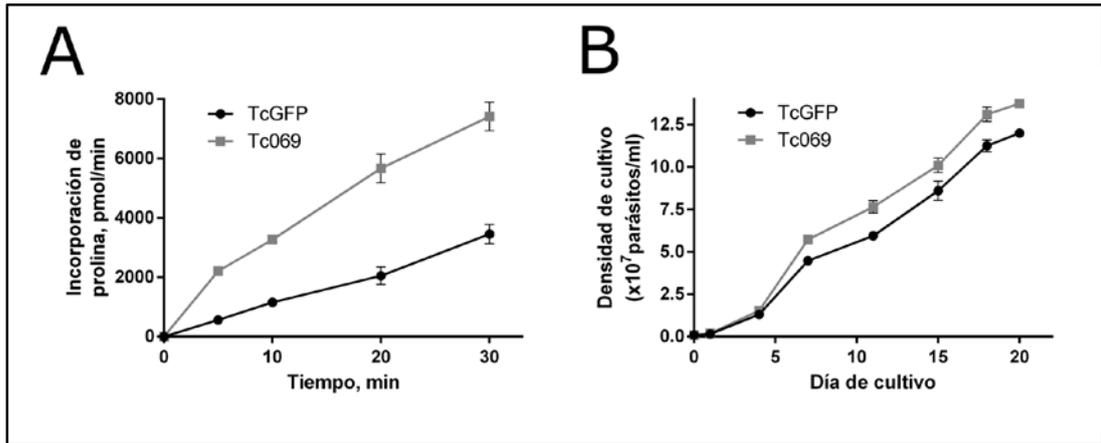 A
Incorporación de
prolina, pmol/min
8000
6000
4000
2000
0
TcGFP
Tc069
0
10
20
30
Tiempo, min
B
Densidad de cultivo
(x10⁷parásitos/ml)
12.5
10.0
7.5
5.0
2.5
0.0
TcGFP
Tc069
0
5
10
15
20
Día de cultivo